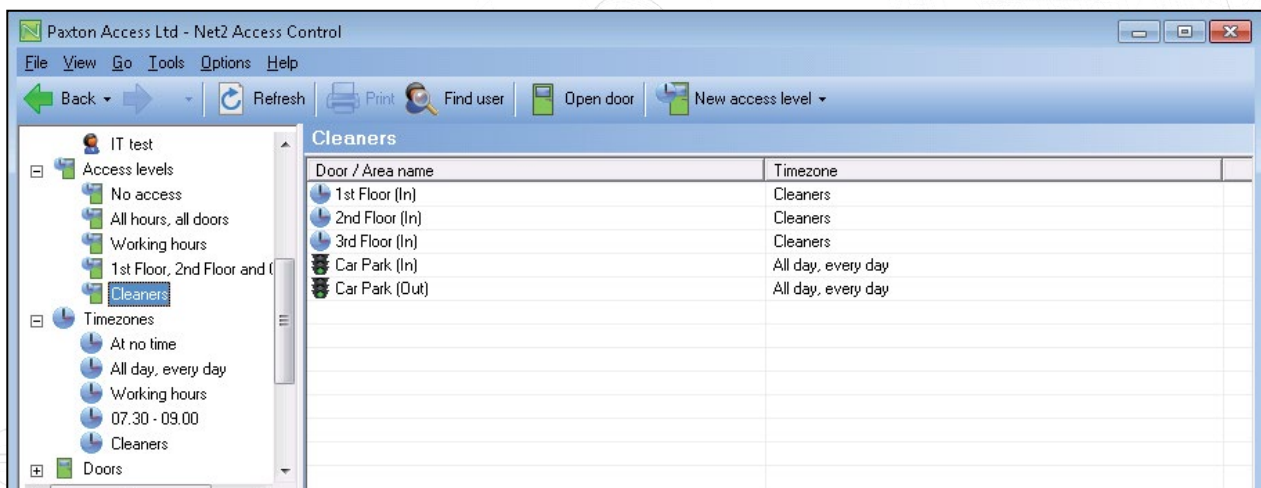 Paxton Access Ltd - Net2 Access Control
File View Go Tools Options Help
Back Refresh Print Find user Open door New access level
IT test
Access levels
No access
All hours, all doors
Working hours
1st Floor, 2nd Floor and
Cleaners
Timezones
At no time
All day, every day
Working hours
07.30 - 09.00
Cleaners
Doors
Cleaners
Door / Area name Timezone
1st Floor (In) Cleaners
2nd Floor (In) Cleaners
3rd Floor (In) Cleaners
Car Park (In) All day, every day
Car Park (Out) All day, every day